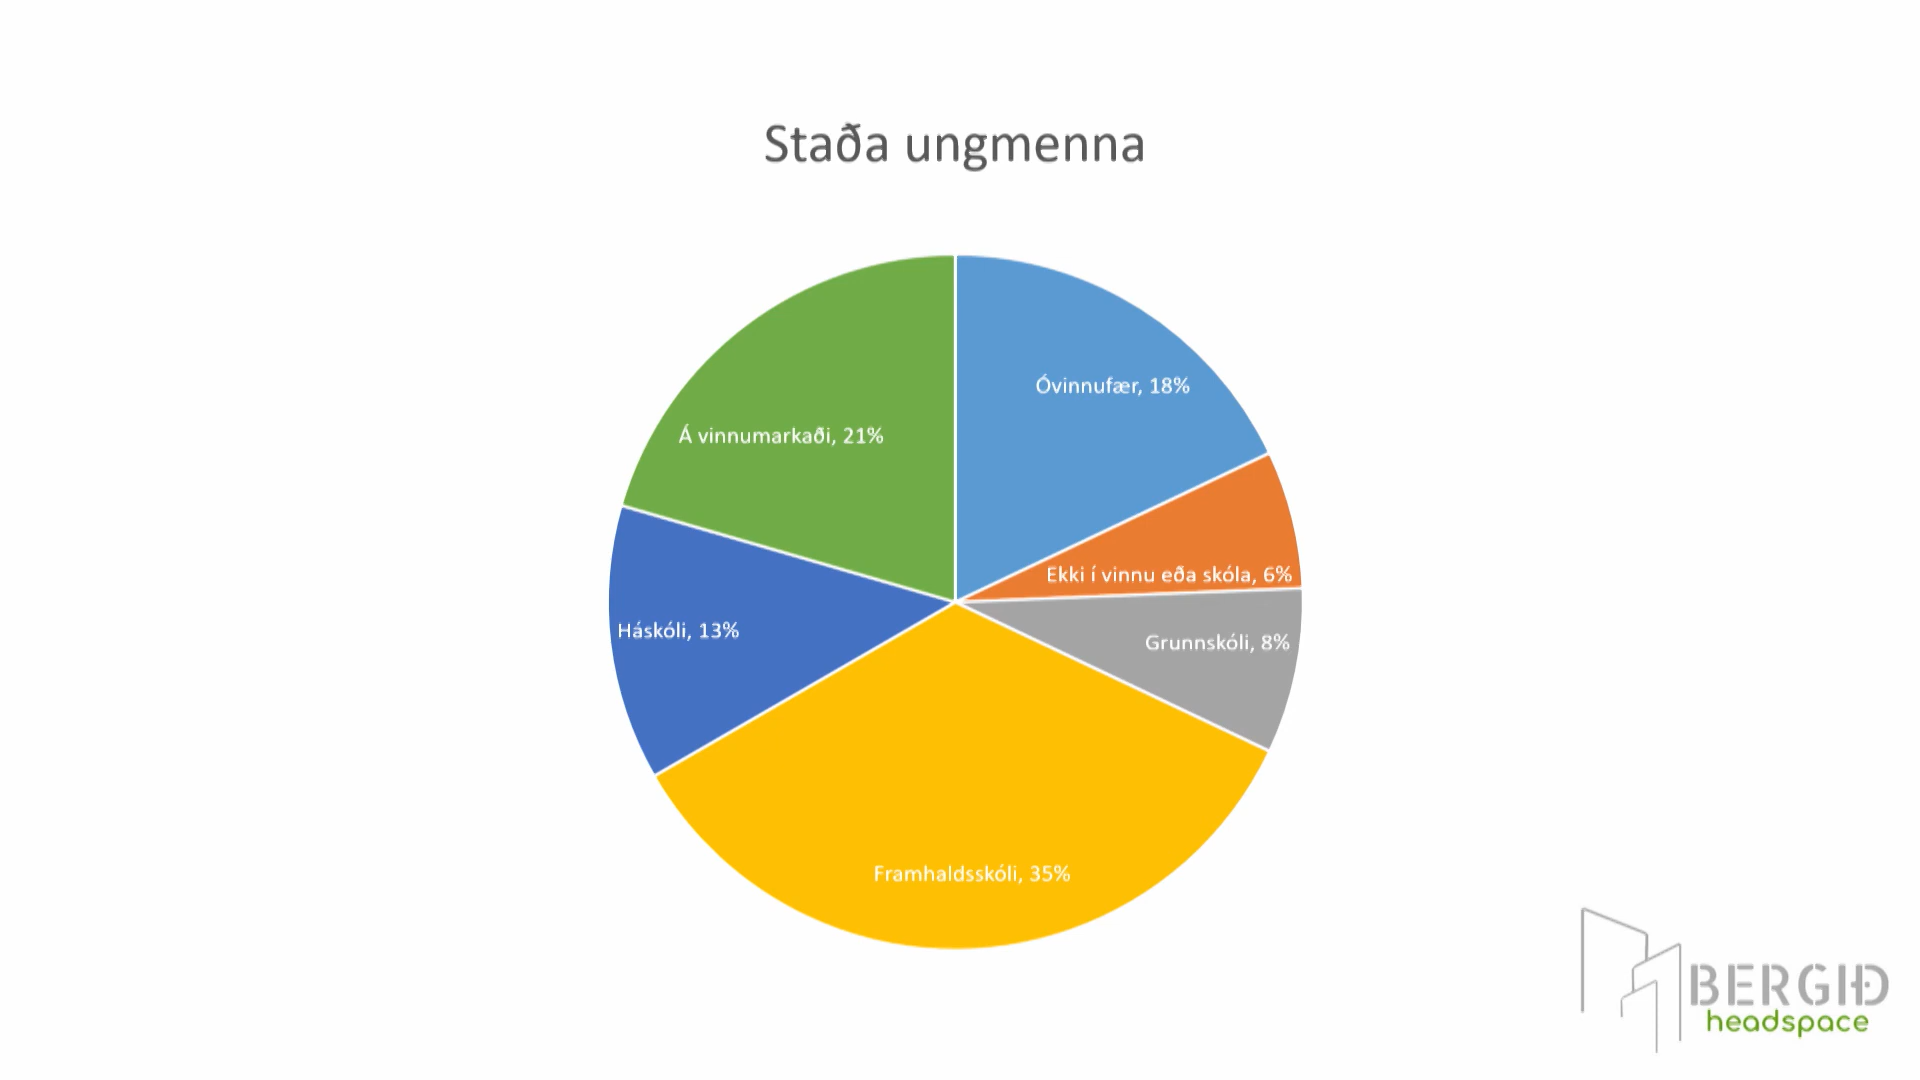 Staða ungmenna
Óvinnufær, 18%
Á vinnumarkaði, 21%
Ekki í vinnu eða skóla, 6%
Háskóli, 13%
Grunnskóli, 8%
Framhaldsskóli, 35%
BERGIÐ
headspace